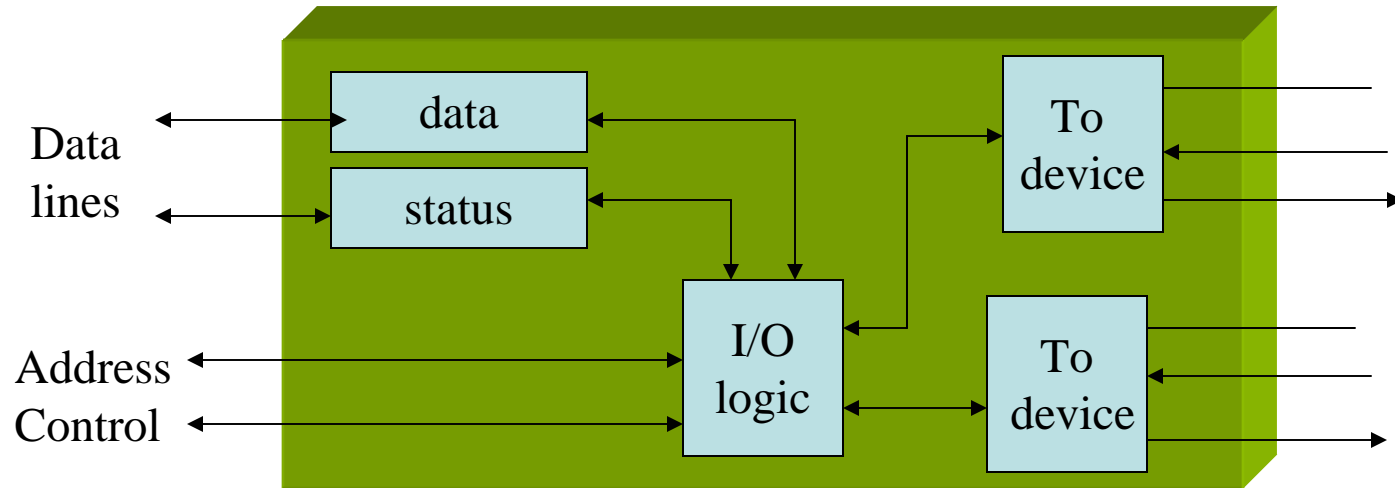 Data
lines
data
status
Address
Control
I/O
logic
To
device
To
device